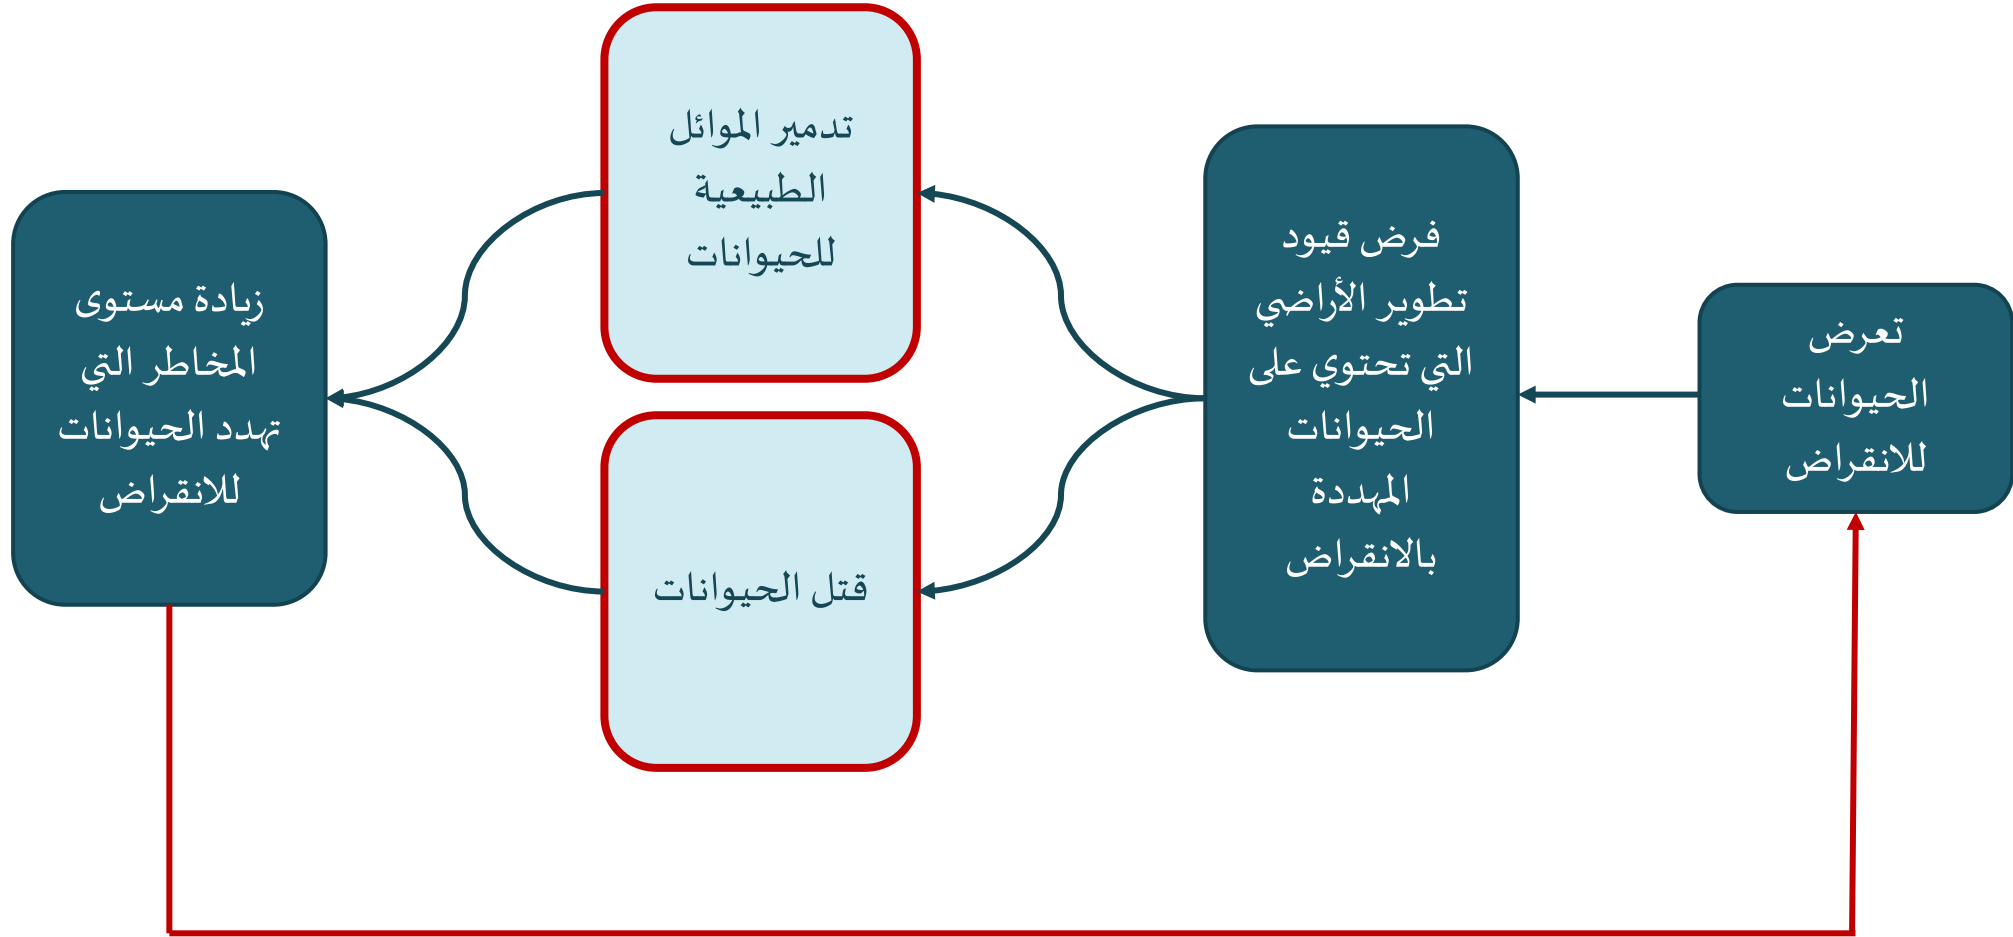 تعرض
الحيوانات
للانقراض
فرض قيود
تطوير الأراضي
التي تحتوي على
الحيوانات
المهددة
بالانقراض
تدمير الموائل
الطبيعية
للحيوانات
قتل الحيوانات
زيادة مستوى
المخاطر التي
تهدد الحيوانات
للانقراض